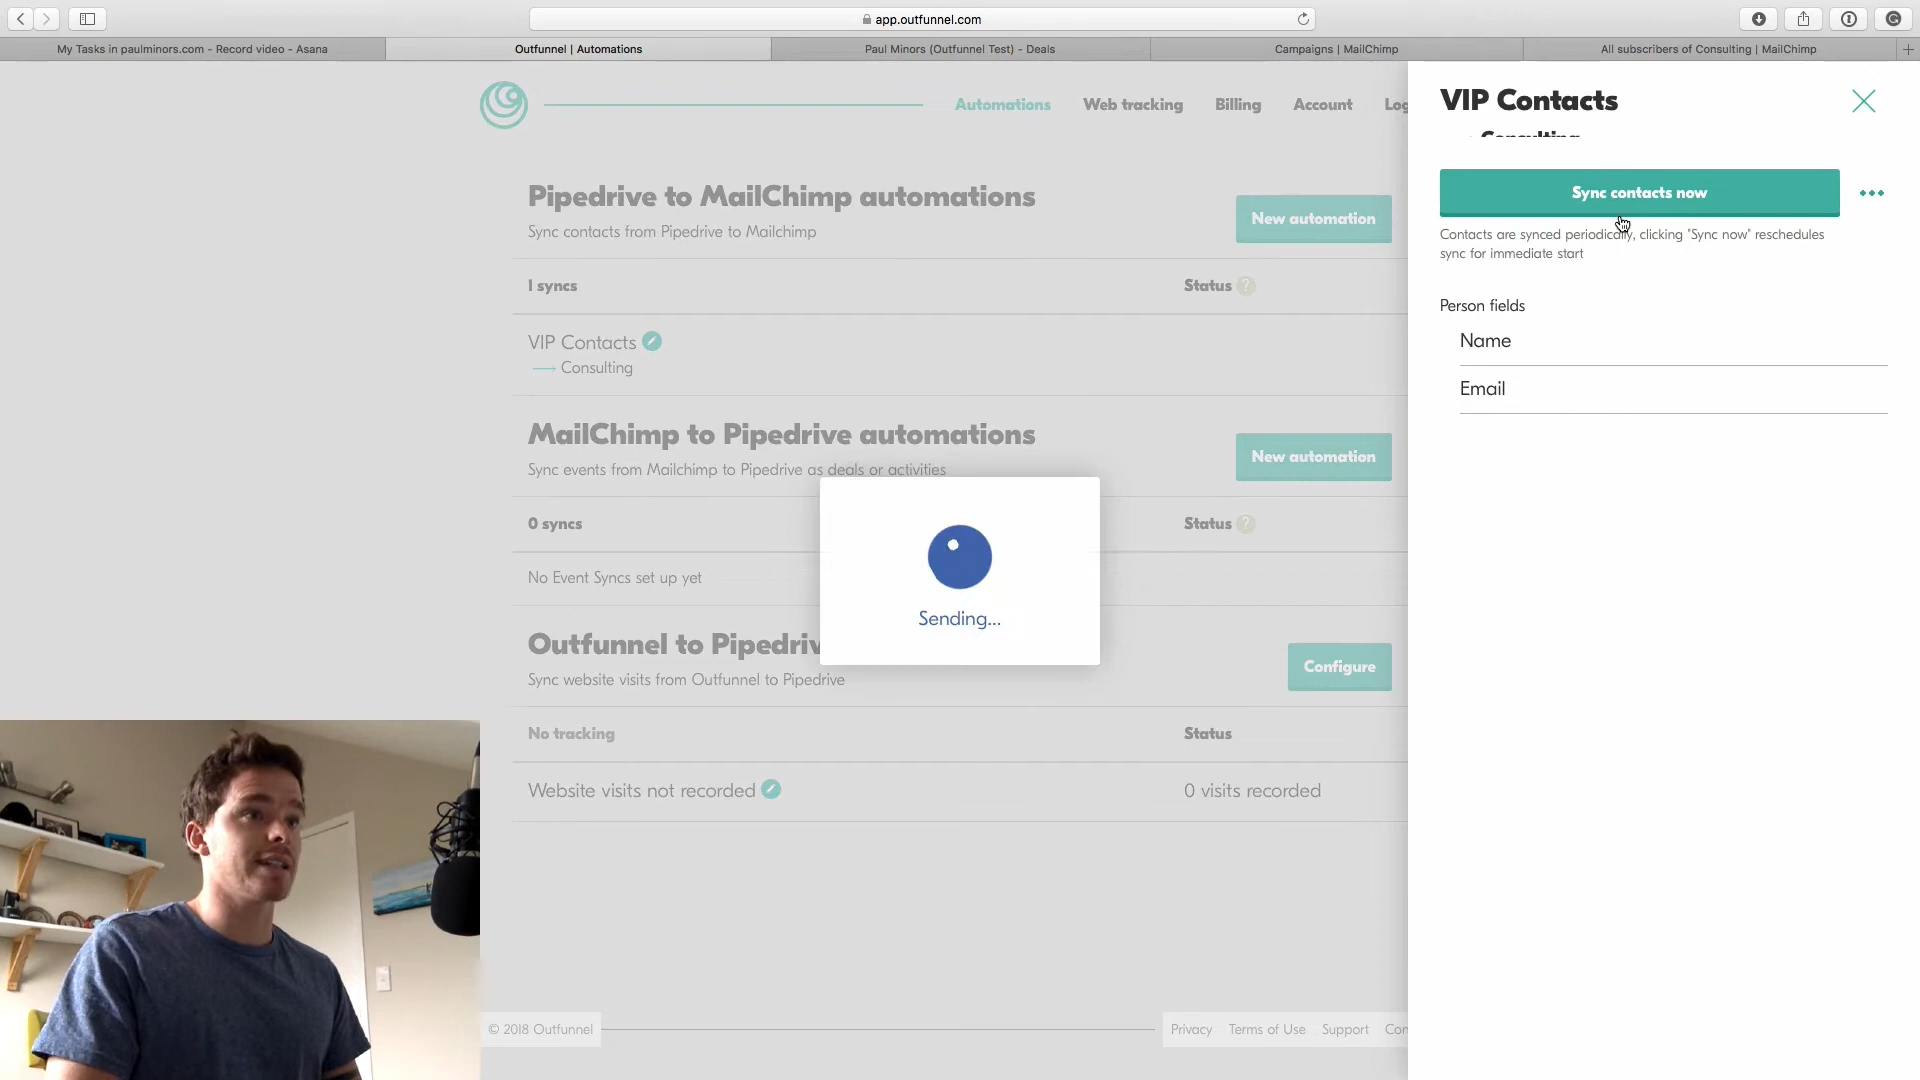 app.outfunnel.com
My Tasks in paulminors.com - Record video - Asana
Outfunnel | Automations
Paul Minors (Outfunnel Test) - Deals
Campaigns | MailChimp
All subscribers of Consulting | MailChimp
Automations
Web tracking
Billing
Account
Log
Pipedrive to MailChimp automations
Sync contacts from Pipedrive to Mailchimp
New automation
1 syncs
Status ?
VIP Contacts
Consulting
MailChimp to Pipedrive automations
Sync events from Mailchimp to Pipedrive as deals or activities
New automation
0 syncs
Status ?
No Event Syncs set up yet
Sending...
Outfunnel to Pipedriv
Sync website visits from Outfunnel to Pipedrive
Configure
No tracking
Status
Website visits not recorded
0 visits recorded
© 2018 Outfunnel
Privacy
Terms of Use
Support
Con
VIP Contacts
Consulting
Sync contacts now
Contacts are synced periodically, clicking "Sync now" reschedules
sync for immediate start
Person fields
Name
Email